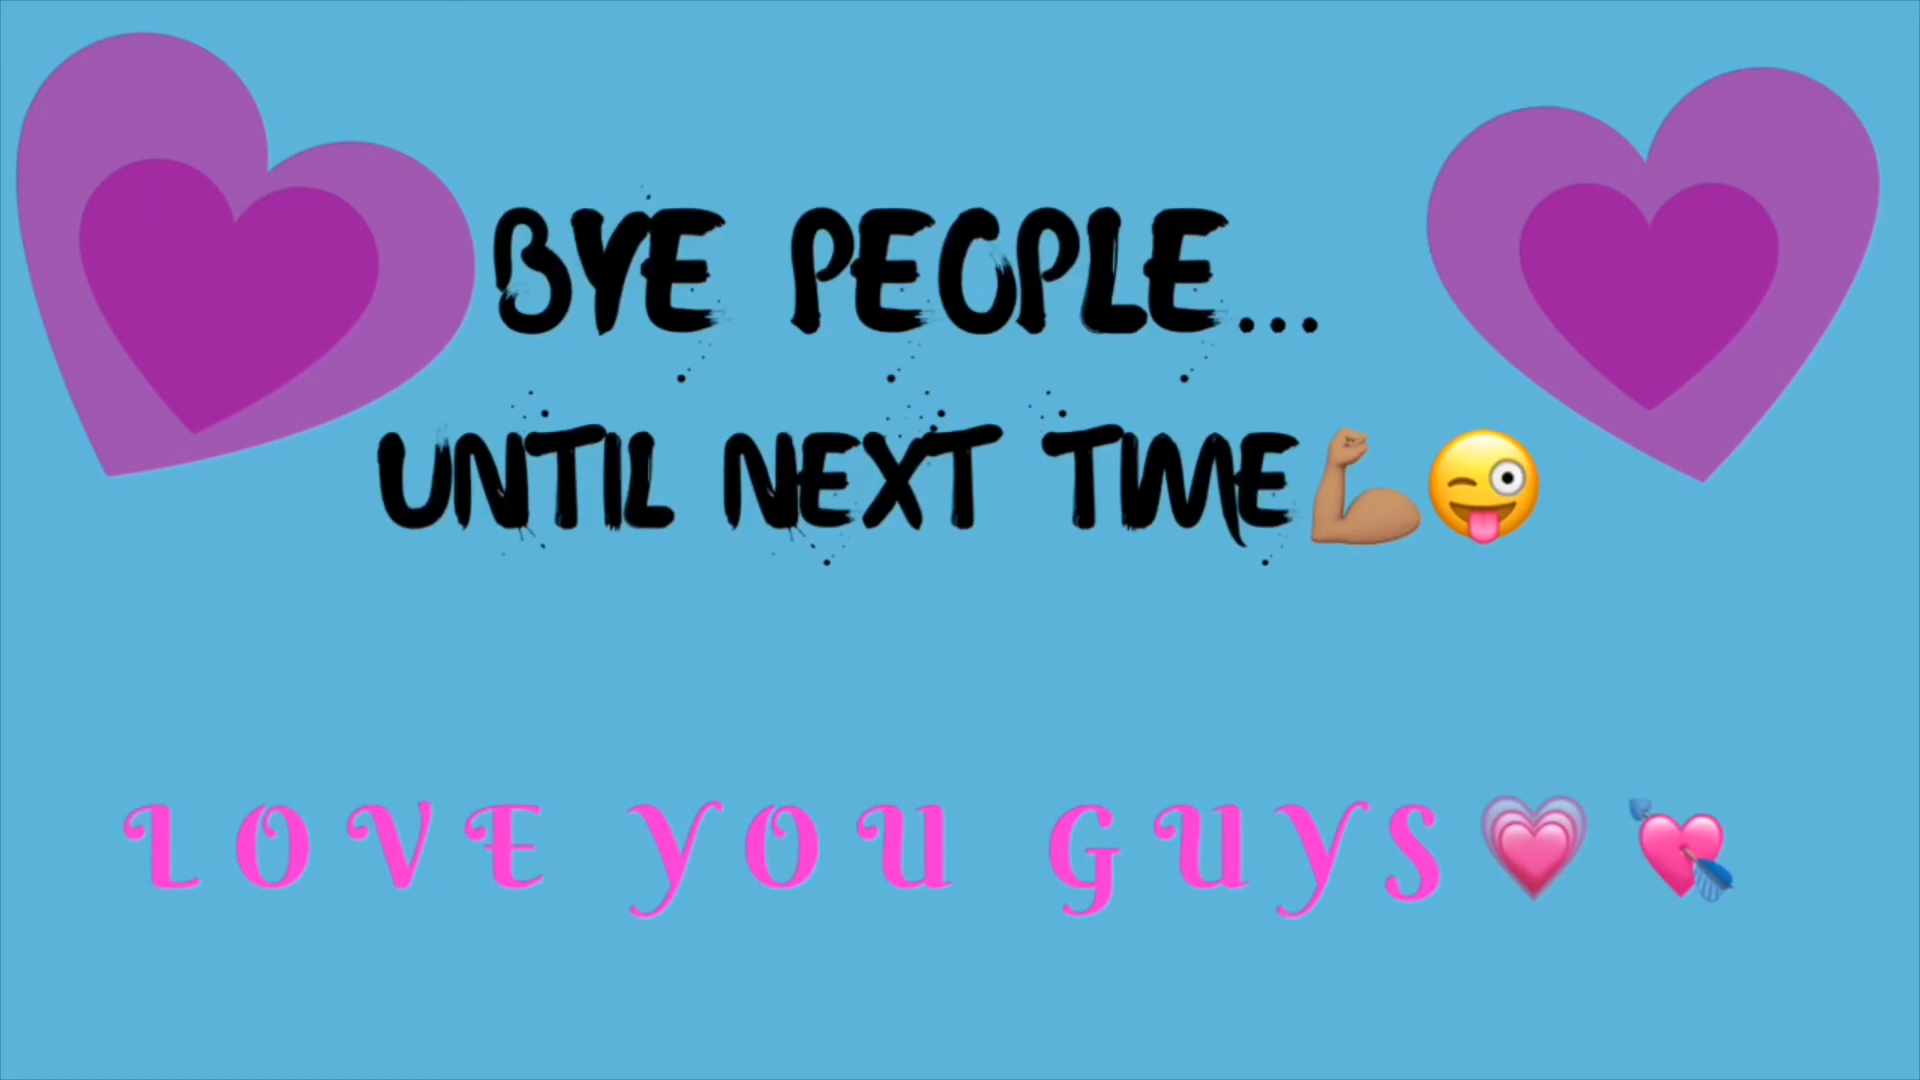 BYE PEOPLE...
UNTIL NEXT TIME💪🏽😜
LOVE YOU GUYS💗 💘